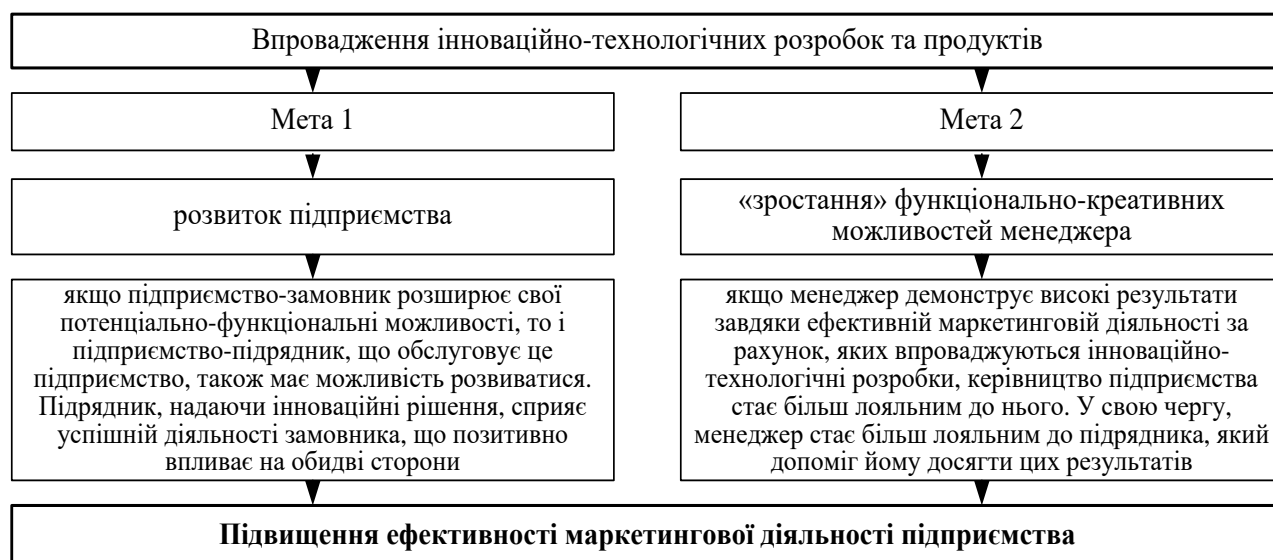 Впровадження інноваційно-технологічних розробок та продуктів
Мета 1
розвиток підприємства
якщо підприємство-замовник розширює свої
потенціально-функціональні можливості, то і
підприємство-підрядник, що обслуговує це
підприємство, також має можливість розвиватися.
Підрядник, надаючи інноваційні рішення, сприяє
успішній діяльності замовника, що позитивно
впливає на обидві сторони
Мета 2
«зростання» функціонально-креативних
можливостей менеджера
якщо менеджер демонструє високі результати
завдяки ефективній маркетинговій діяльності за
рахунок, яких впроваджуються інноваційно-
технологічні розробки, керівництво підприємства
стає більш лояльним до нього. У свою чергу,
менеджер стає більш лояльним до підрядника, який
допоміг йому досягти цих результатів
Підвищення ефективності маркетингової діяльності підприємства